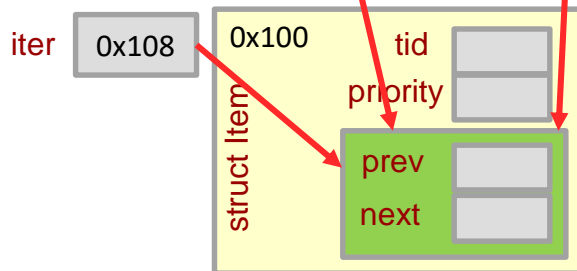 iter
0x108
0x100
tid
priority
struct Item
prev
next